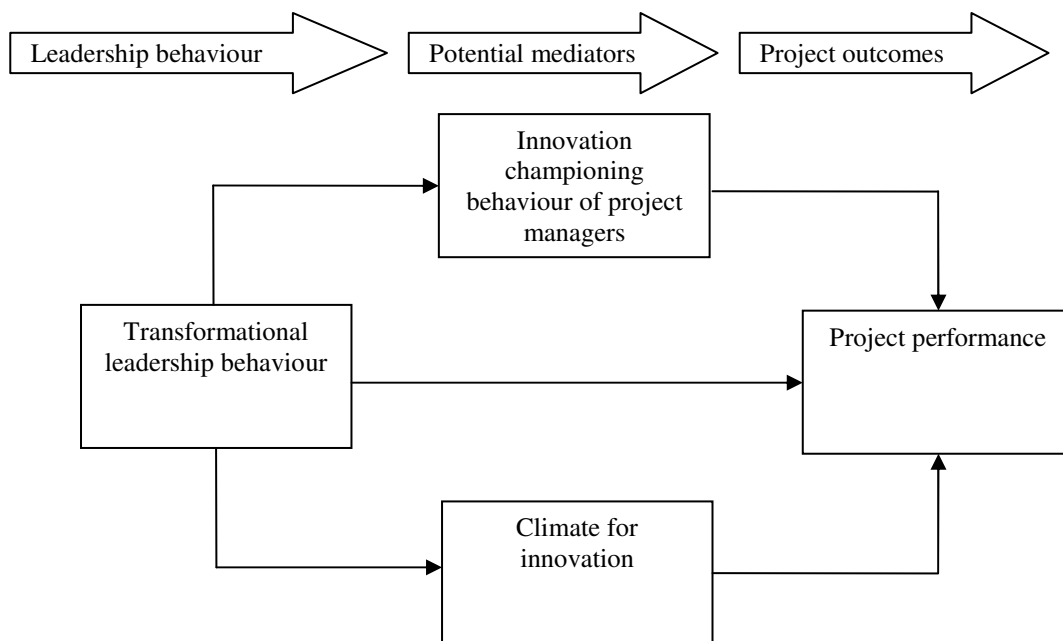 Leadership behaviour
Potential mediators
Project outcomes
Innovation
championing
behaviour of project
managers
Transformational
leadership behaviour
Project performance
Climate for
innovation